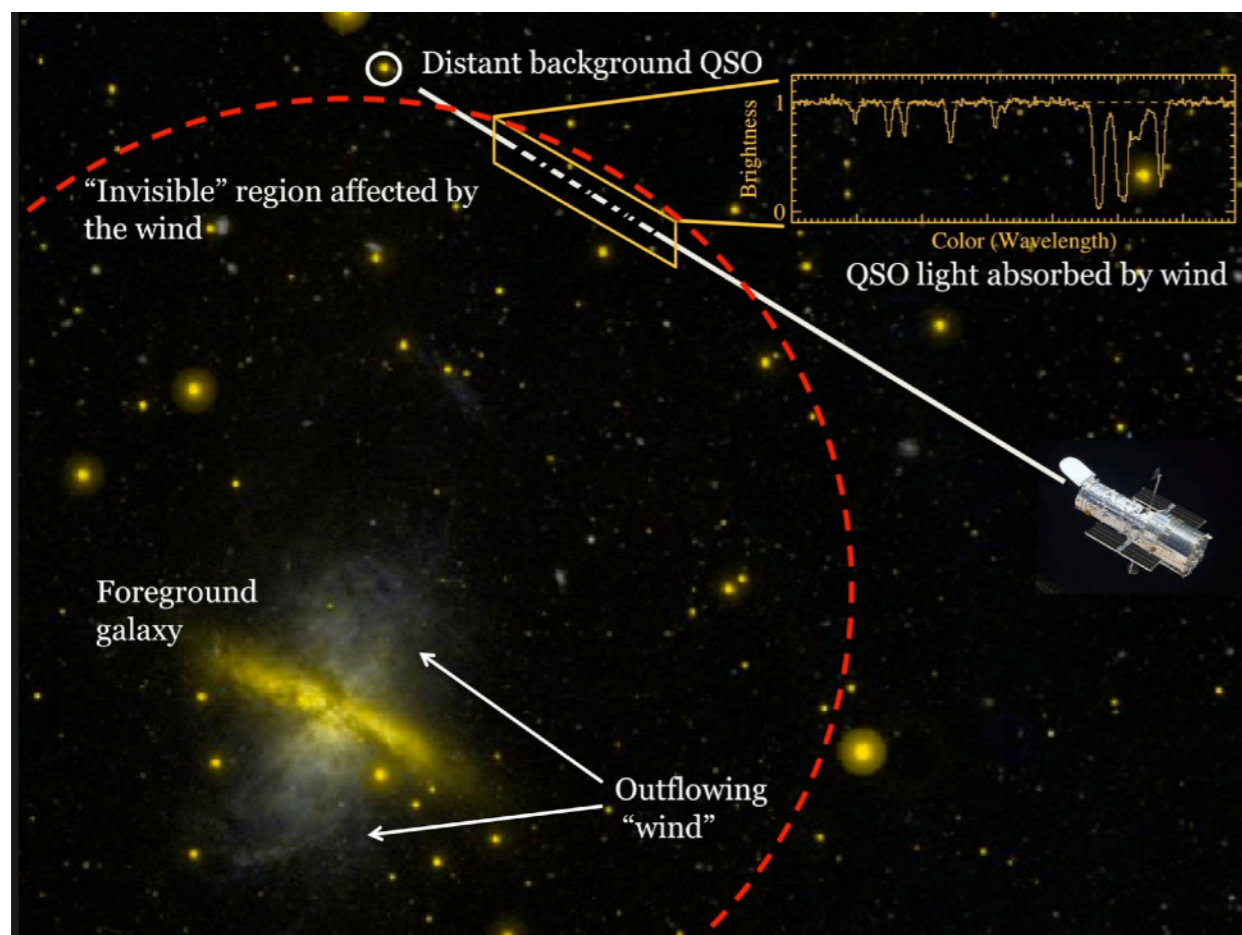 Distant background QSO
Brightness
1
0
Color (Wavelength)
QSO light absorbed by wind
“Invisible” region affected by
the wind
Foreground
galaxy
Outflowing
“wind”